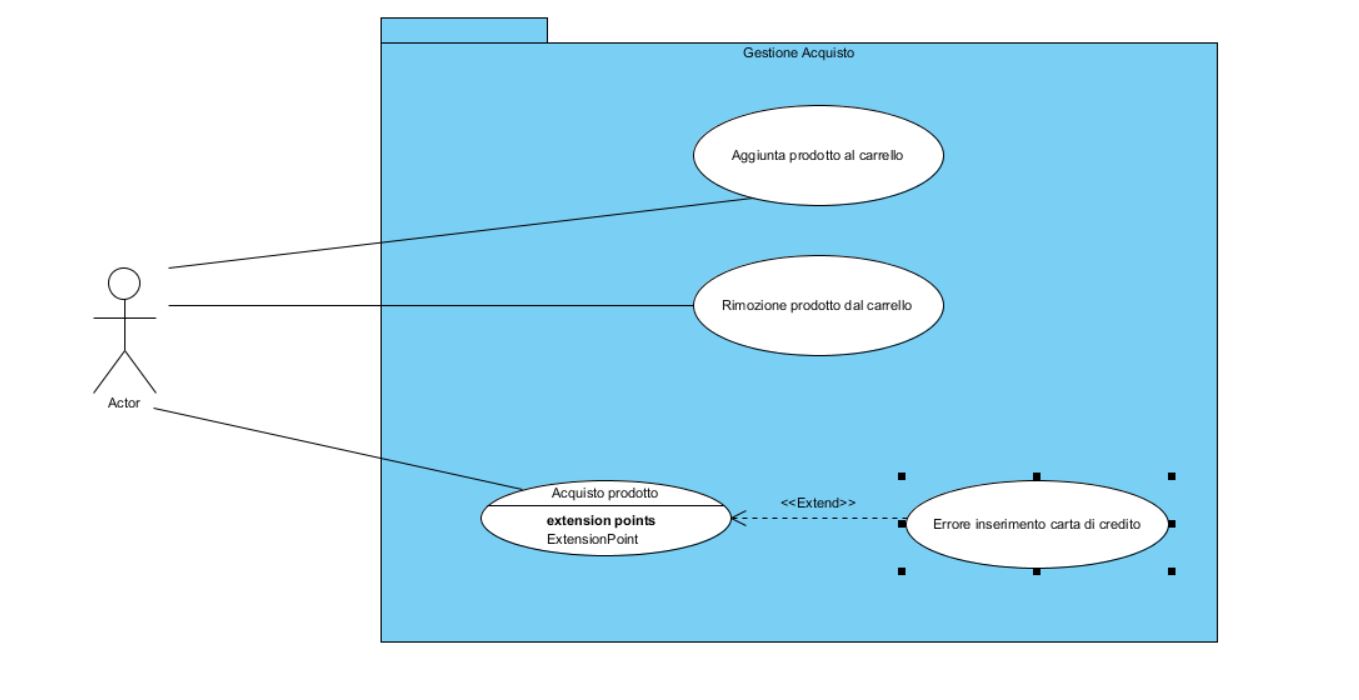 Gestione Acquisto
Aggiunta prodotto al carrello
Rimozione prodotto dal carrello
Actor
Acquisto prodotto
extension points
ExtensionPoint
<<Extend>>
Errore inserimento carta di credito